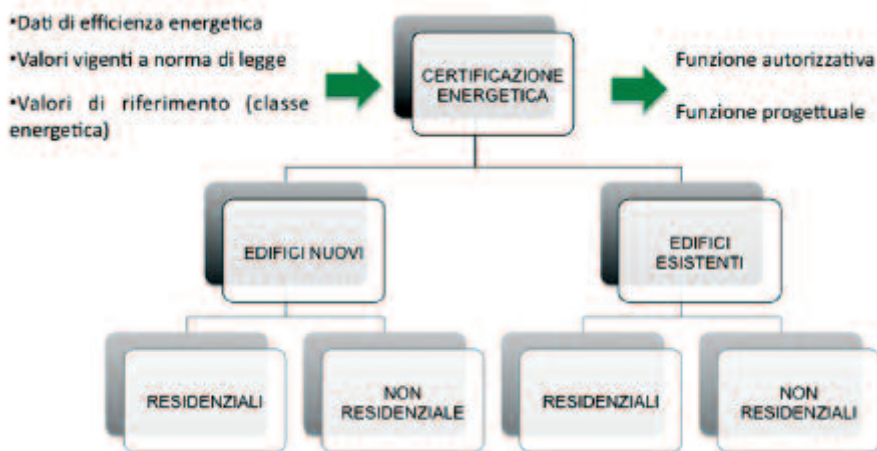 •Dati di efficienza energetica
•Valori vigenti a norma di legge
•Valori di riferimento (classe
energetica)
CERTIFICAZIONE
ENERGETICA
Funzione autorizzativa
Funzione progettuale
EDIFICI NUOVI
EDIFICI
ESISTENTI
RESIDENZIALI
NON
RESIDENZIALE
RESIDENZIALI
NON
RESIDENZIALI